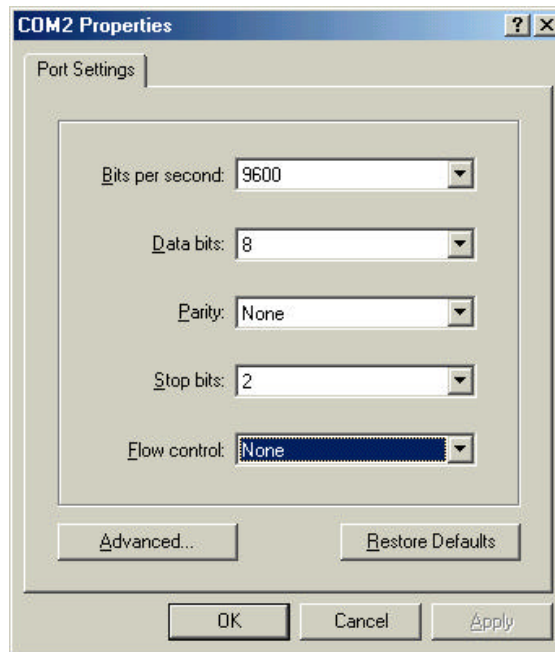 COM2 Properties
Port Settings
Bits per second: 9600
Data bits: 8
Parity: None
Stop bits: 2
Flow control: None
Advanced... Restore Defaults
OK Cancel Apply